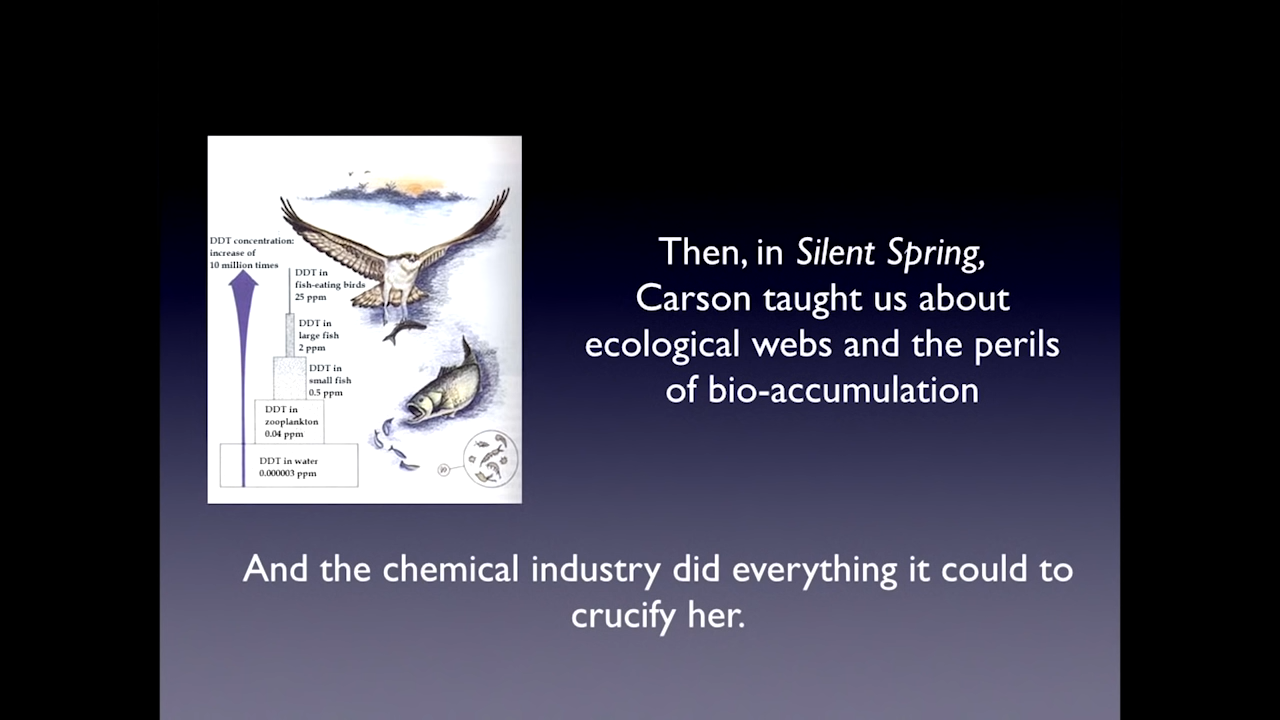 DDT concentration:
increase of
10 million times
DDT in
fish-eating birds
25 ppm
DDT in
large fish
2 ppm
DDT in
small fish
0.5 ppm
DDT in
zooplankton
0.04 ppm
DDT in water
0.000003 ppm
Then, in Silent Spring,
Carson taught us about
ecological webs and the perils
of bio-accumulation
And the chemical industry did everything it could to
crucify her.